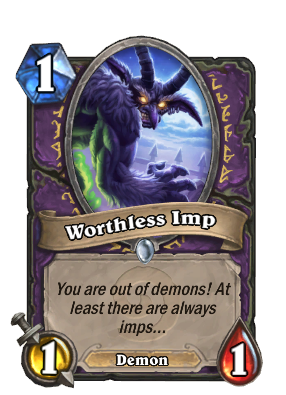 1
Worthless Imp
You are out of demons! At
least there are always
imps...
1
Demon
1